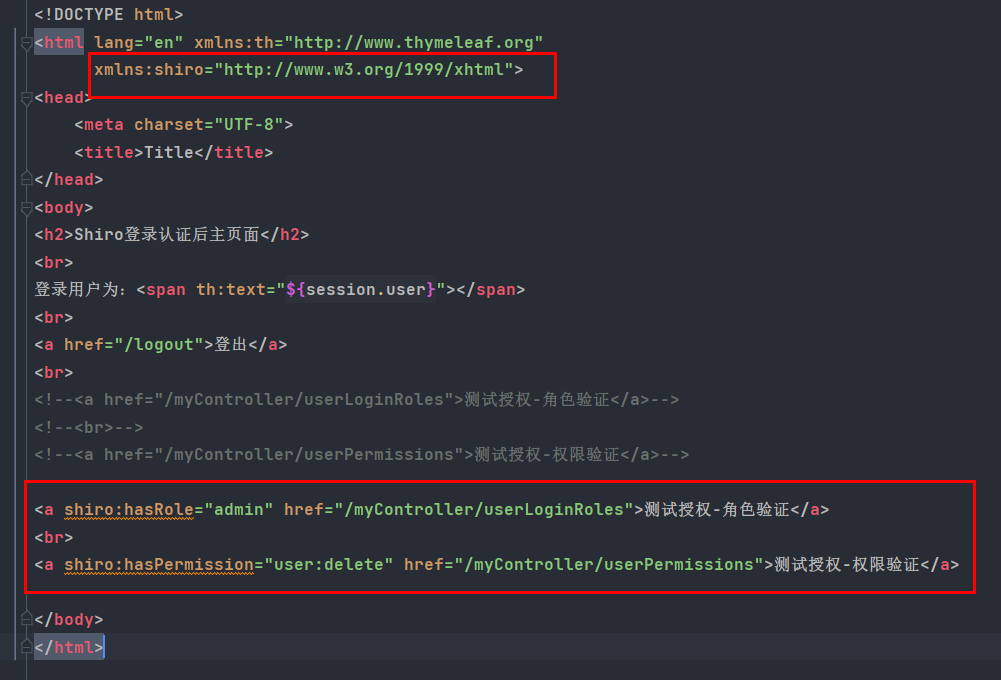 <!DOCTYPE html>
<html lang="en" xmlns:th="http://www.thymeleaf.org"
xmlns:shiro="http://www.w3.org/1999/xhtml">
<head>
<meta charset="UTF-8">
<title>Title</title>
</head>
<body>
<h2>Shiro登录认证后主页面</h2>
<br>
登录用户为：<span th:text="${session.user}"></span>
<br>
<a href="/logout">登出</a>
<br>
<!--<a href="/myController/userLoginRoles">测试授权-角色验证</a>-->
<!--<br>-->
<!--<a href="/myController/userPermissions">测试授权-权限验证</a>-->
<a shiro:hasRole="admin" href="/myController/userLoginRoles">测试授权-角色验证</a>
<br>
<a shiro:hasPermission="user:delete" href="/myController/userPermissions">测试授权-权限验证</a>
</body>
</html>